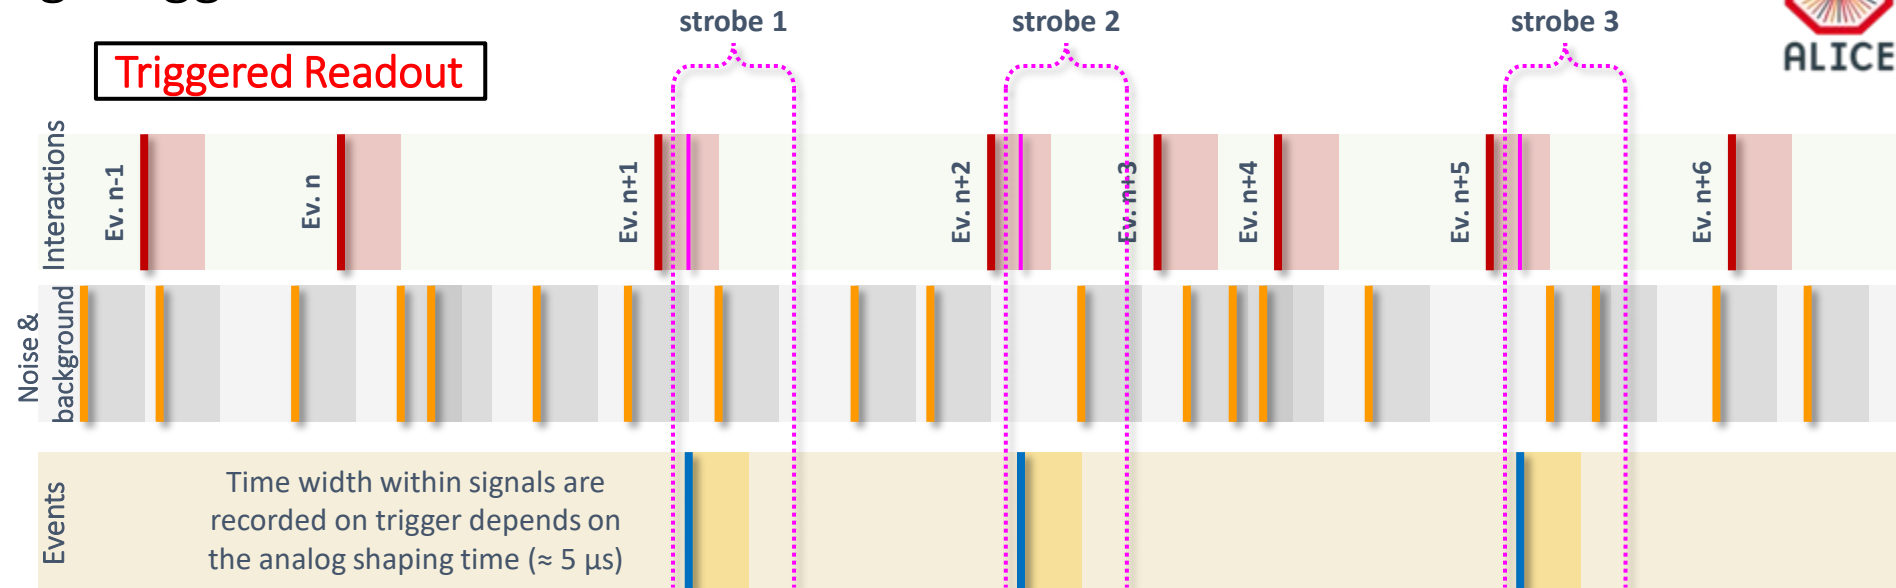 strobe 1
strobe 2
strobe 3
ALICE
Triggered Readout
Interactions
Ev. n-1
Ev. n
Ev. n+1
Ev. n+2
Ev. n+3
Ev. n+4
Ev. n+5
Ev. n+6
Noise &
background
Events
Time width within signals are
recorded on trigger depends on
the analog shaping time (≈ 5 µs)